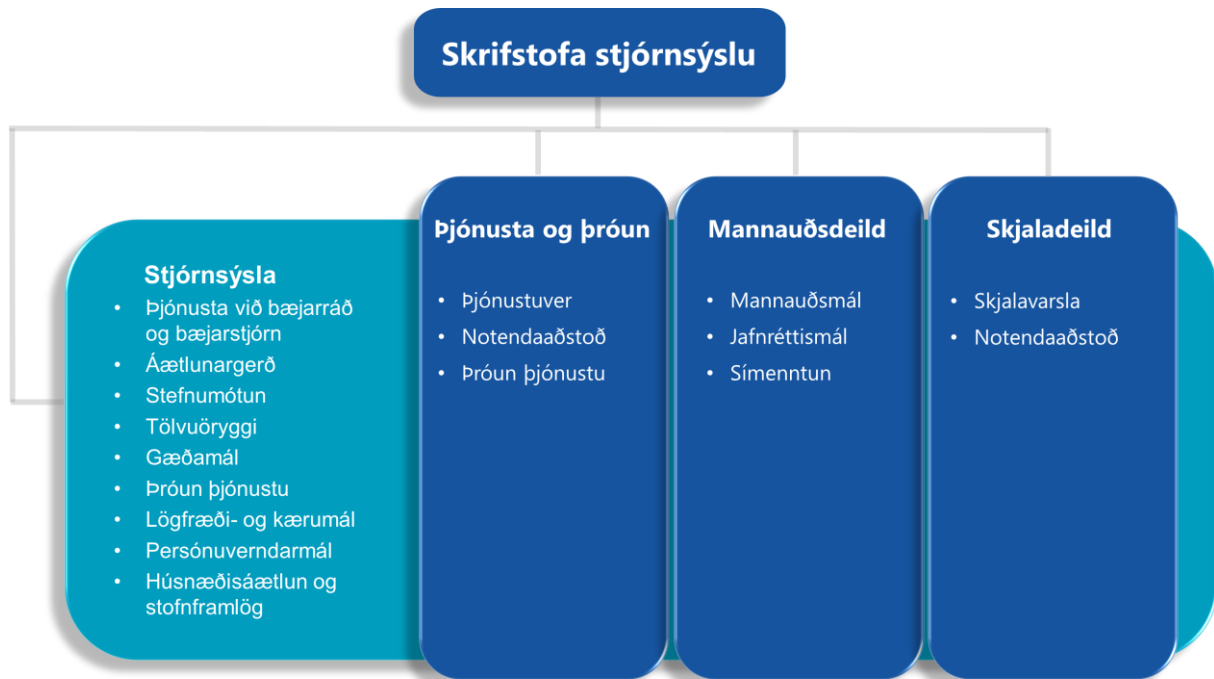 Skrifstofa stjórnsýslu
Stjórnsýsla
• Þjónusta við bæjarráð
og bæjarstjórn
• Áætlunargerð
• Stefnumótun
• Tölvuöryggi
• Gæðamál
• Þróun þjónustu
• Lögfræði- og kærumál
• Persónuverndarmál
• Húsnæðisáætlun og
stofnframlög
Þjónusta og þróun
• Þjónustuver
• Notendaaðstoð
• Þróun þjónustu
Mannauðsdeild
• Mannauðsmál
• Jafnréttismál
• Símenntun
Skjaladeild
• Skjalavarsla
• Notendaaðstoð